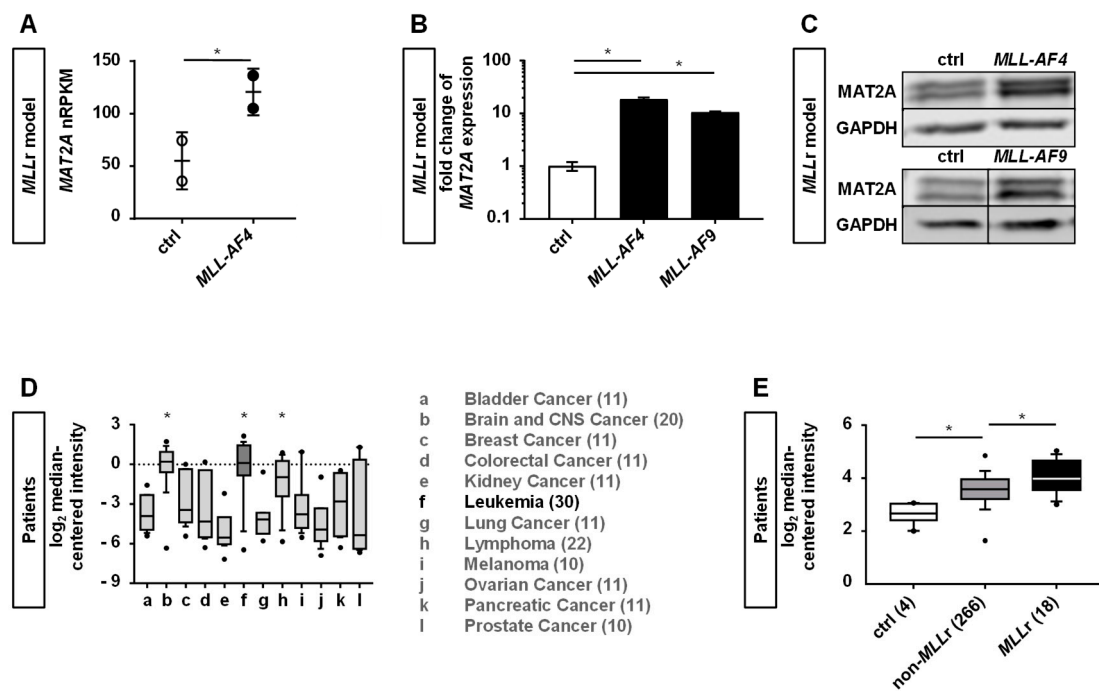 A
MLLr model
MAT2A nRPKM
150
100
50
0
*
ctrl
MLL-AF4
B
MLLr model
fold change of
MAT2A expression
100
10
1
0.1
*
*
ctrl
MLL-AF4
MLL-AF9
C
MLLr model
ctrl MLL-AF4
MAT2A
GAPDH
ctrl MLL-AF9
MAT2A
GAPDH
D
Patients
log2 median-
centered intensity
3
0
-3
-6
-9
* * *
a b c d e f g h i j k l
a Bladder Cancer (11)
b Brain and CNS Cancer (20)
c Breast Cancer (11)
d Colorectal Cancer (11)
e Kidney Cancer (11)
f Leukemia (30)
g Lung Cancer (11)
h Lymphoma (22)
i Melanoma (10)
j Ovarian Cancer (11)
k Pancreatic Cancer (11)
l Prostate Cancer (10)
E
Patients
log2 median-
centered intensity
6
4
2
0
*
*
ctrl (4)
non-MLLr (266)
MLLr (18)